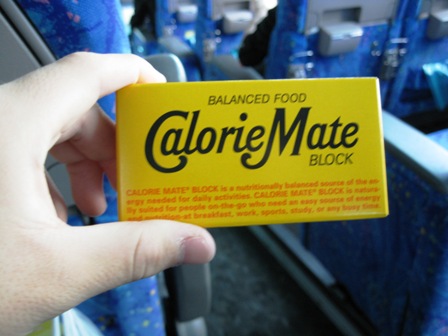 BALANCED FOOD
CalorieMate
BLOCK
CALORIE MATE® BLOCK is a nutritionally balanced source of the en-
ergy needed for daily activities. CALORIE MATE® BLOCK is natura-
lly suited for people on-the-go who need an easy source of energy
and nutrition-at breakfast, work, sports, study, or any busy time.